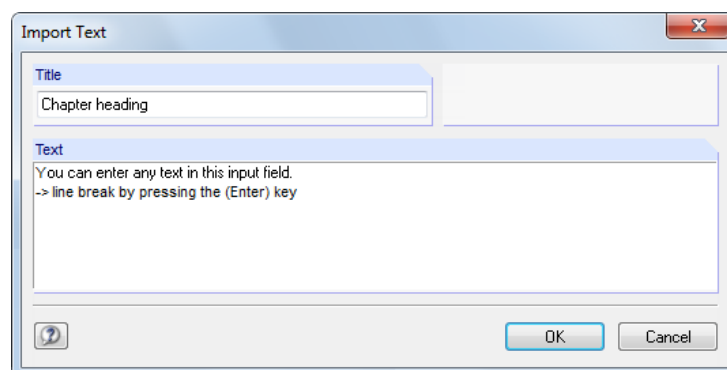 Import Text
Title
Chapter heading
Text
You can enter any text in this input field.
-> line break by pressing the (Enter) key
OK
Cancel